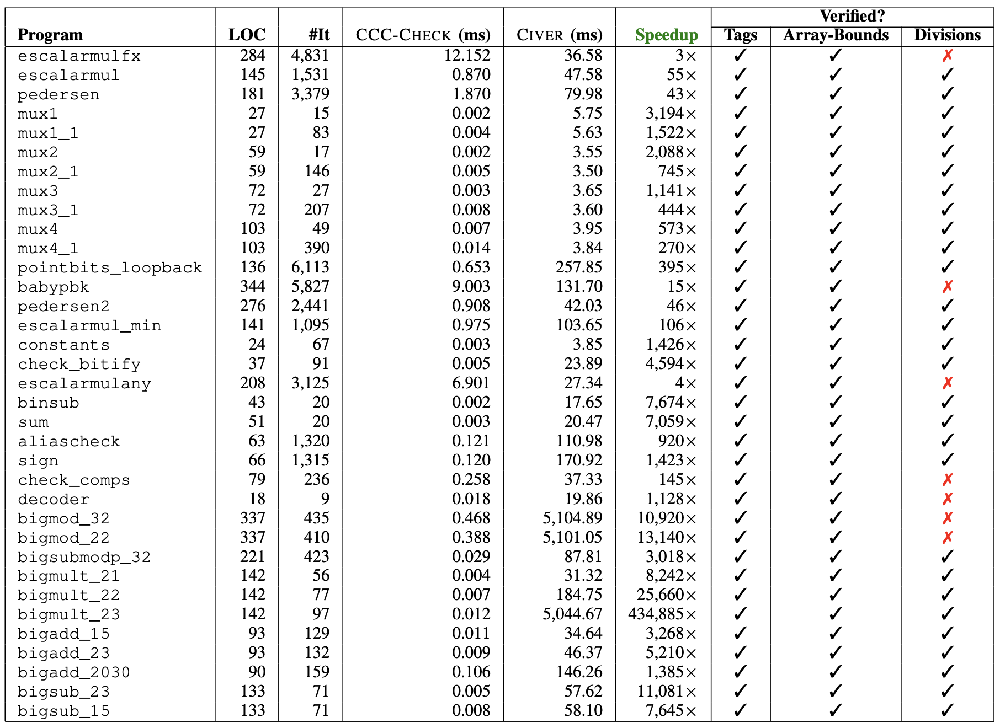 Verified?
Program LOC #It CCC-CHECK (ms) CIVER (ms) Speedup Tags Array-Bounds Divisions
escalarmulfx 284 4,831 12.152 36.58 3× ✓ ✓ ✗
escalarmul 145 1,531 0.870 47.58 55× ✓ ✓ ✓
pedersen 181 3,379 1.870 79.98 43× ✓ ✓ ✓
mux1 27 15 0.002 5.75 3,194× ✓ ✓ ✓
mux1_1 27 83 0.004 5.63 1,522× ✓ ✓ ✓
mux2 59 17 0.002 3.55 2,088× ✓ ✓ ✓
mux2_1 59 146 0.005 3.50 745× ✓ ✓ ✓
mux3 72 27 0.003 3.65 1,141× ✓ ✓ ✓
mux3_1 72 207 0.008 3.60 444× ✓ ✓ ✓
mux4 103 49 0.007 3.95 573× ✓ ✓ ✓
mux4_1 103 390 0.014 3.84 270× ✓ ✓ ✓
pointbits_loopback 136 6,113 0.653 257.85 395× ✓ ✓ ✓
babypbk 344 5,827 9.003 131.70 15× ✓ ✓ ✗
pedersen2 276 2,441 0.908 42.03 46× ✓ ✓ ✓
escalarmul_min 141 1,095 0.975 103.65 106× ✓ ✓ ✓
constants 24 67 0.003 3.85 1,426× ✓ ✓ ✓
check_bitify 37 91 0.005 23.89 4,594× ✓ ✓ ✓
escalarmulany 208 3,125 6.901 27.34 4× ✓ ✓ ✗
binsub 43 20 0.002 17.65 7,674× ✓ ✓ ✓
sum 51 20 0.003 20.47 7,059× ✓ ✓ ✓
aliascheck 63 1,320 0.121 110.98 920× ✓ ✓ ✓
sign 66 1,315 0.120 170.92 1,423× ✓ ✓ ✓
check_comps 79 236 0.258 37.33 145× ✓ ✓ ✗
decoder 18 9 0.018 19.86 1,128× ✓ ✓ ✗
bigmod_32 337 435 0.468 5,104.89 10,920× ✓ ✓ ✗
bigmod_22 337 410 0.388 5,101.05 13,140× ✓ ✓ ✗
bigsubmodp_32 221 423 0.029 87.81 3,018× ✓ ✓ ✓
bigmult_21 142 56 0.004 31.32 8,242× ✓ ✓ ✓
bigmult_22 142 77 0.007 184.75 25,660× ✓ ✓ ✓
bigmult_23 142 97 0.012 5,044.67 434,885× ✓ ✓ ✓
bigadd_15 93 129 0.011 34.64 3,268× ✓ ✓ ✓
bigadd_23 93 132 0.009 46.37 5,210× ✓ ✓ ✓
bigadd_2030 90 159 0.106 146.26 1,385× ✓ ✓ ✓
bigsub_23 133 71 0.005 57.62 11,081× ✓ ✓ ✓
bigsub_15 133 71 0.008 58.10 7,645× ✓ ✓ ✓